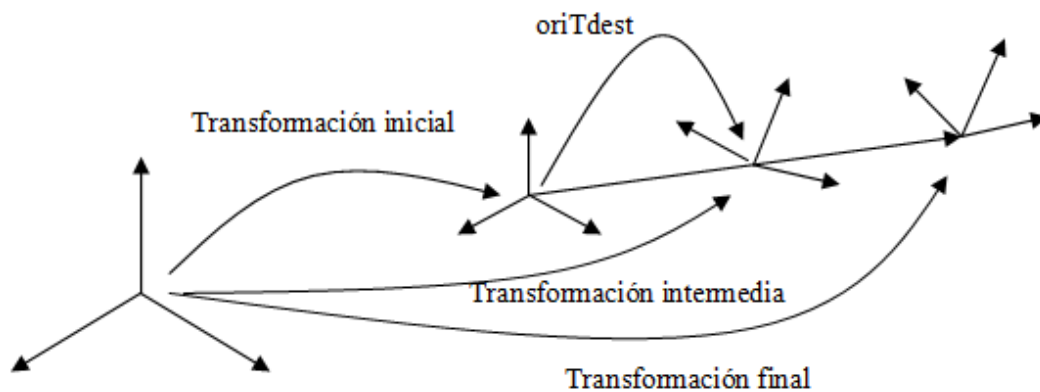 oriTdest
Transformación inicial
Transformación intermedia
Transformación final